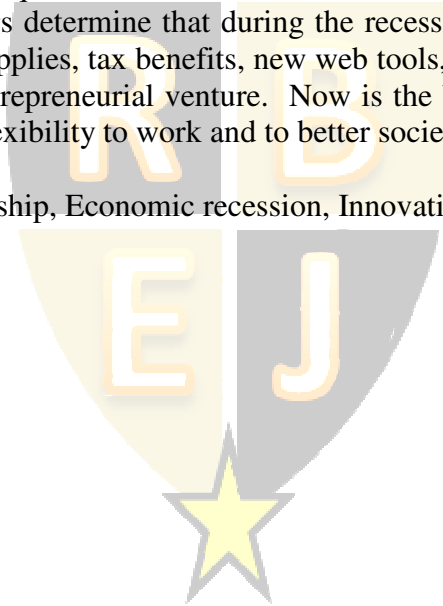 s determine that during the recess
pplies, tax benefits, new web tools,
repreneurial venture. Now is the
exibility to work and to better socie
ship, Economic recession, Innovati
R B
E J